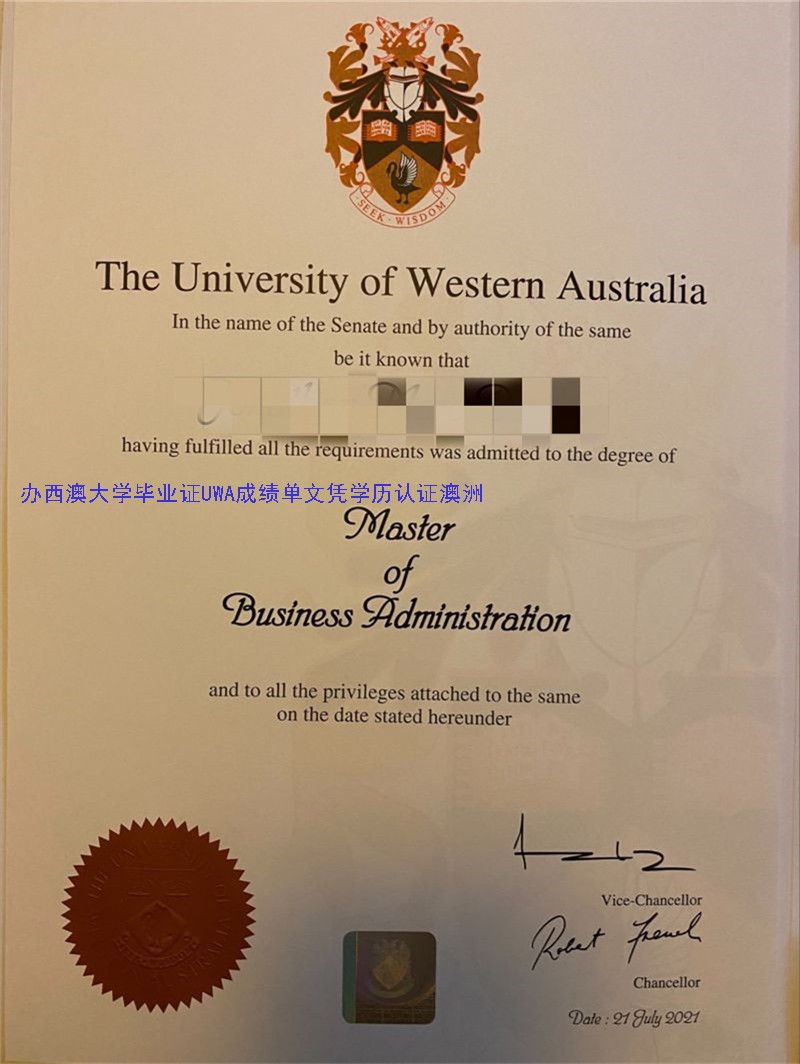 SEEK · WISDOM
The University of Western Australia
In the name of the Senate and by authority of the same
be it known that
having fulfilled all the requirements was admitted to the degree of
办西澳大学毕业证UWA成绩单文凭学历认证澳洲
Master
of
Business Administration
and to all the privileges attached to the same
on the date stated hereunder
Vice-Chancellor
Robert French
Chancellor
Date : 21 July 2021